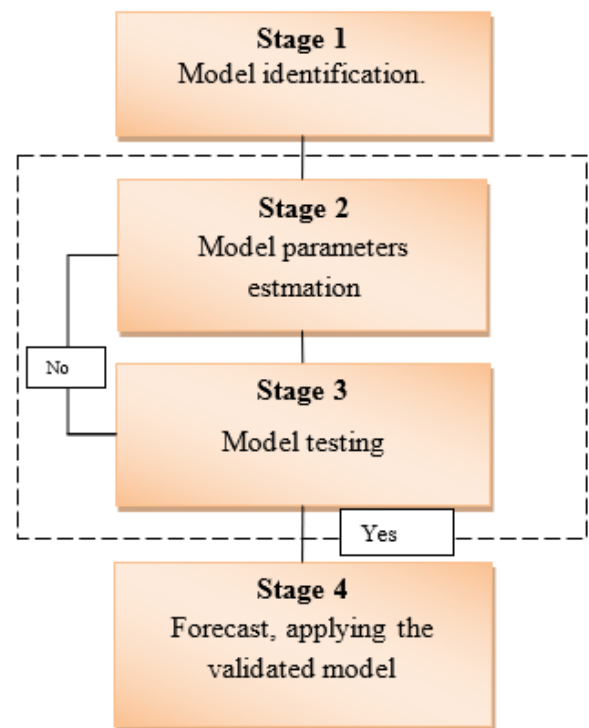 Stage 1
Model identification.
Stage 2
Model parameters
estmation
No
Stage 3
Model testing
Yes
Stage 4
Forecast, applying the
validated model